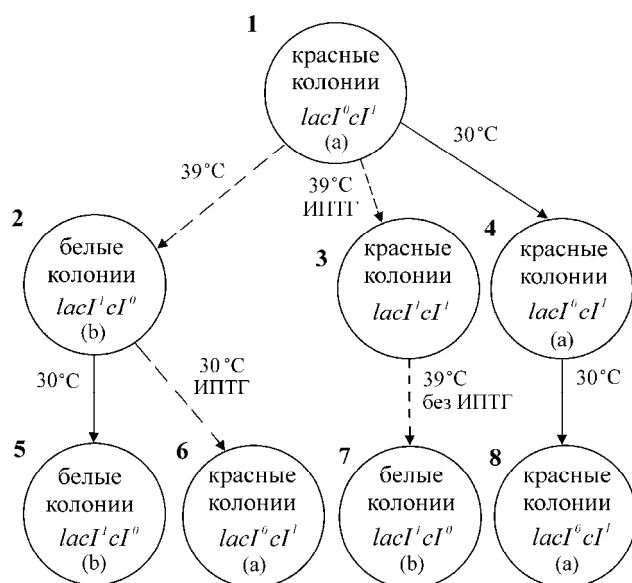 1
красные
колонии
lacI⁰cI¹
(a)
39°C
39°C
ИПТГ
30°C
2
белые
колонии
lacI¹cI⁰
(b)
3
красные
колонии
lacI¹cI¹
4
красные
колонии
lacI⁰cI¹
(a)
30°C
30°C
ИПТГ
39°C
без ИПТГ
30°C
5
белые
колонии
lacI¹cI⁰
(b)
6
красные
колонии
lacI⁰cI¹
(a)
7
белые
колонии
lacI¹cI⁰
(b)
8
красные
колонии
lacI⁰cI¹
(a)